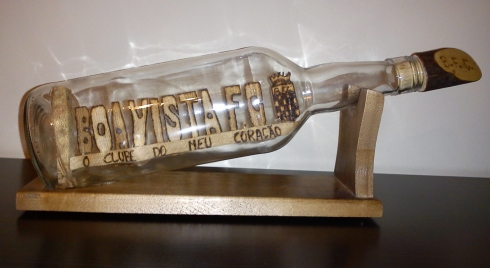 BOAVISTA F.C
O CLUBE DO MEU CORAÇÃO
B.F.C.